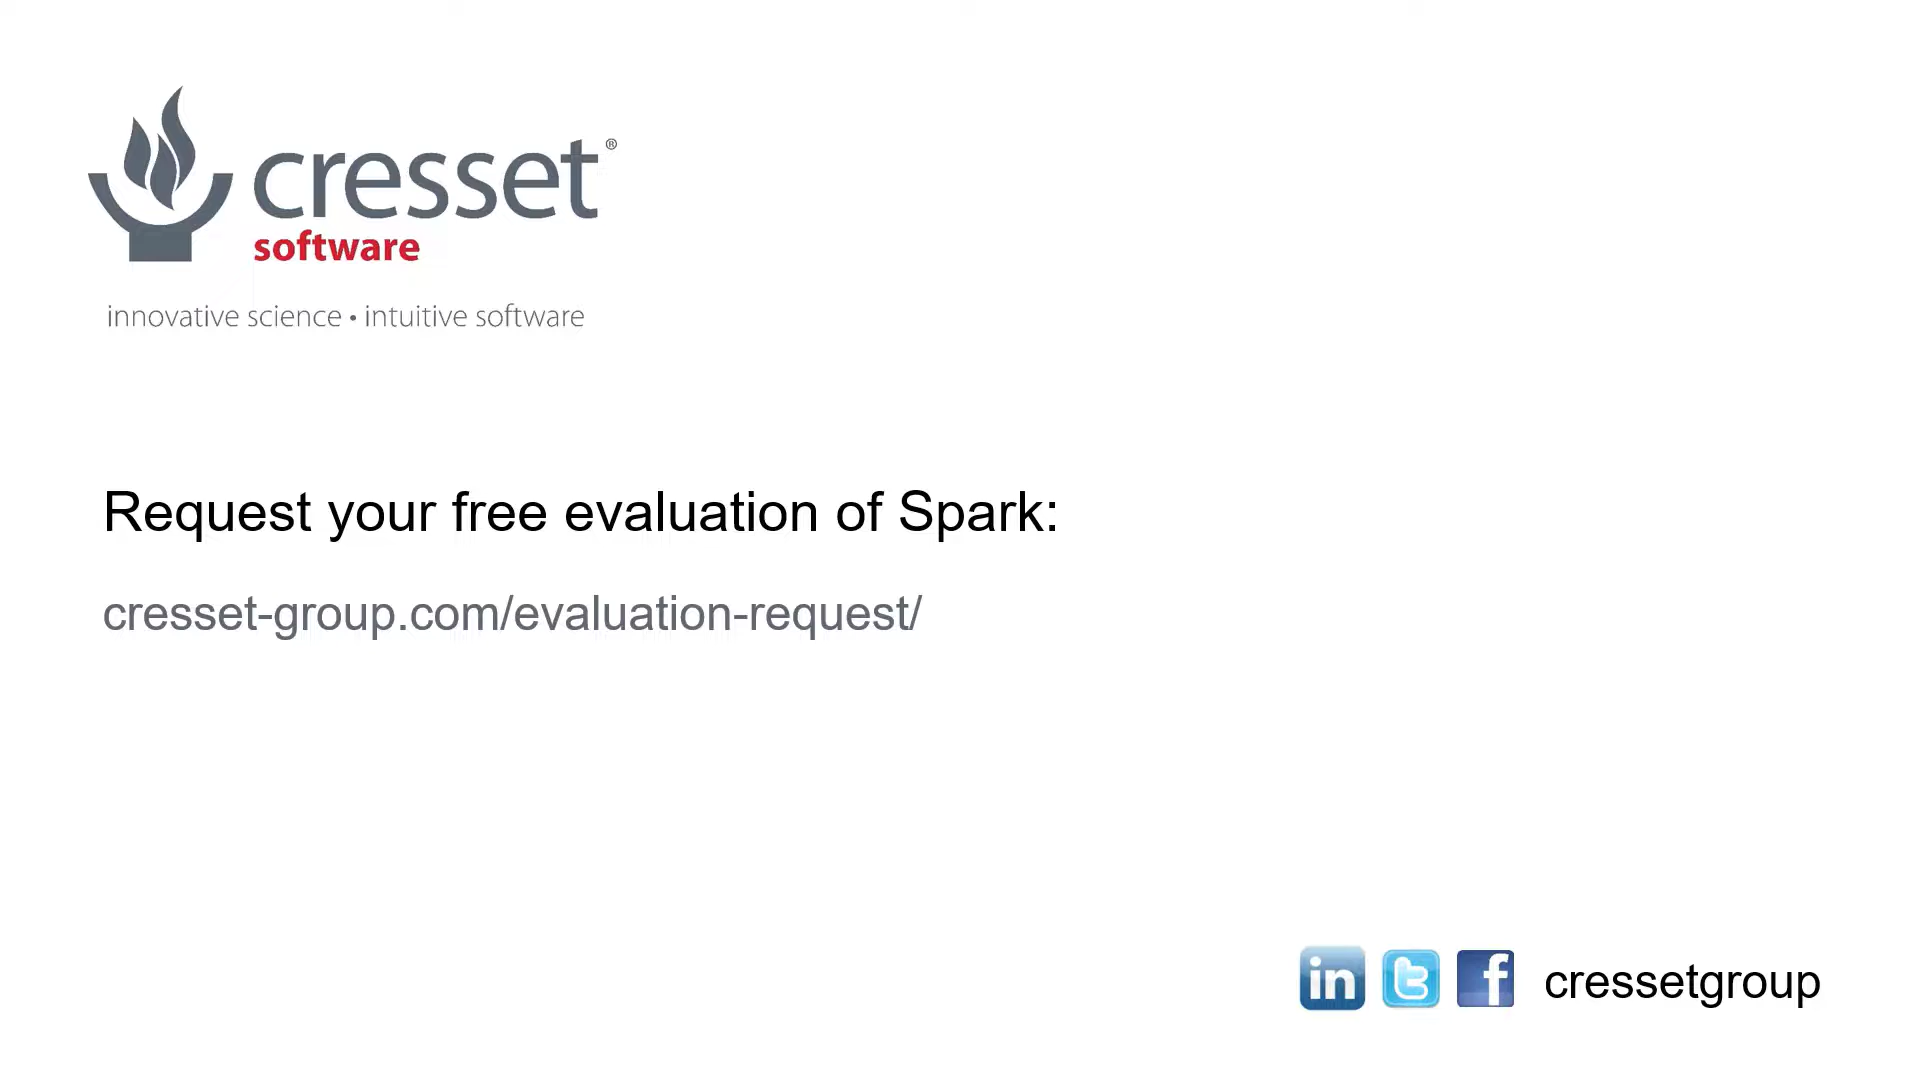 cresset®
software
innovative science • intuitive software
Request your free evaluation of Spark:
cresset-group.com/evaluation-request/
in t f cressetgroup